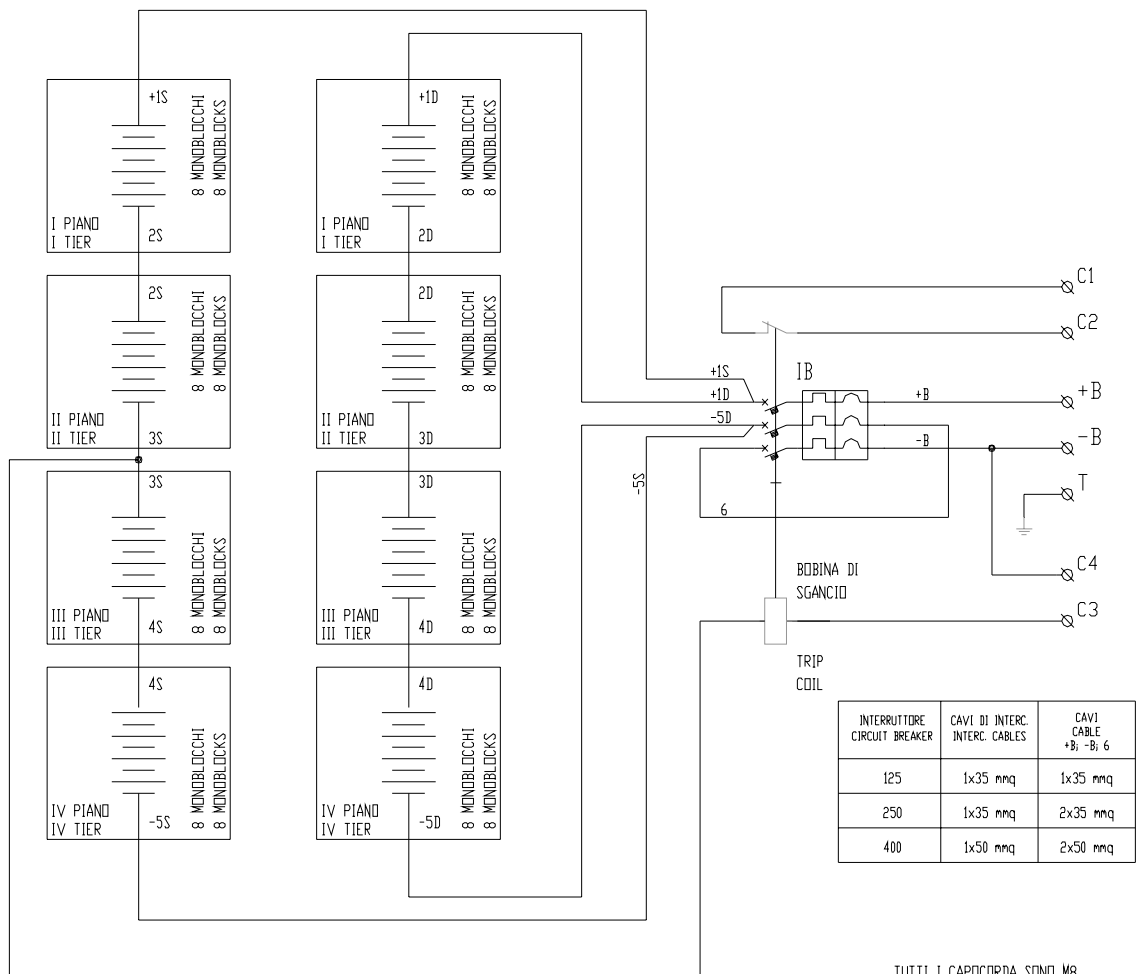 +1S
8 MONOBLOCCHI
8 MONOBLOCKS
I PIANO
I TIER
2S
+1D
8 MONOBLOCCHI
8 MONOBLOCKS
I PIANO
I TIER
2D
2S
8 MONOBLOCCHI
8 MONOBLOCKS
II PIANO
II TIER
3S
2D
8 MONOBLOCCHI
8 MONOBLOCKS
II PIANO
II TIER
3D
3S
8 MONOBLOCCHI
8 MONOBLOCKS
III PIANO
III TIER
4S
3D
8 MONOBLOCCHI
8 MONOBLOCKS
III PIANO
III TIER
4D
4S
8 MONOBLOCCHI
8 MONOBLOCKS
IV PIANO
IV TIER
-5S
4D
8 MONOBLOCCHI
8 MONOBLOCKS
IV PIANO
IV TIER
-5D
C1
C2
+1S
IB
+1D
+B
+B
-5D
-B
-B
-5S
6
T
C4
C3
BOBINA DI
SGANCIO
TRIP
COIL
INTERRUTTORE
CIRCUIT BREAKER
CAVI DI INTERC.
INTERC. CABLES
CAVI
CABLE
+B; -B; 6
125
1x35 mmq
1x35 mmq
250
1x35 mmq
2x35 mmq
400
1x50 mmq
2x50 mmq
TUTTI I CAPOCORDA SONO M8